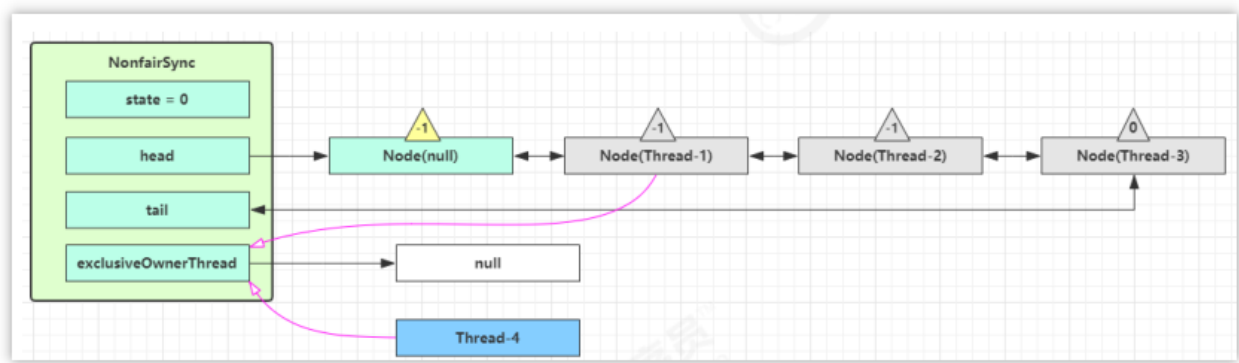 NonfairSync
state = 0
head
tail
exclusiveOwnerThread
-1
Node(null)
-1
Node(Thread-1)
-1
Node(Thread-2)
0
Node(Thread-3)
null
Thread-4